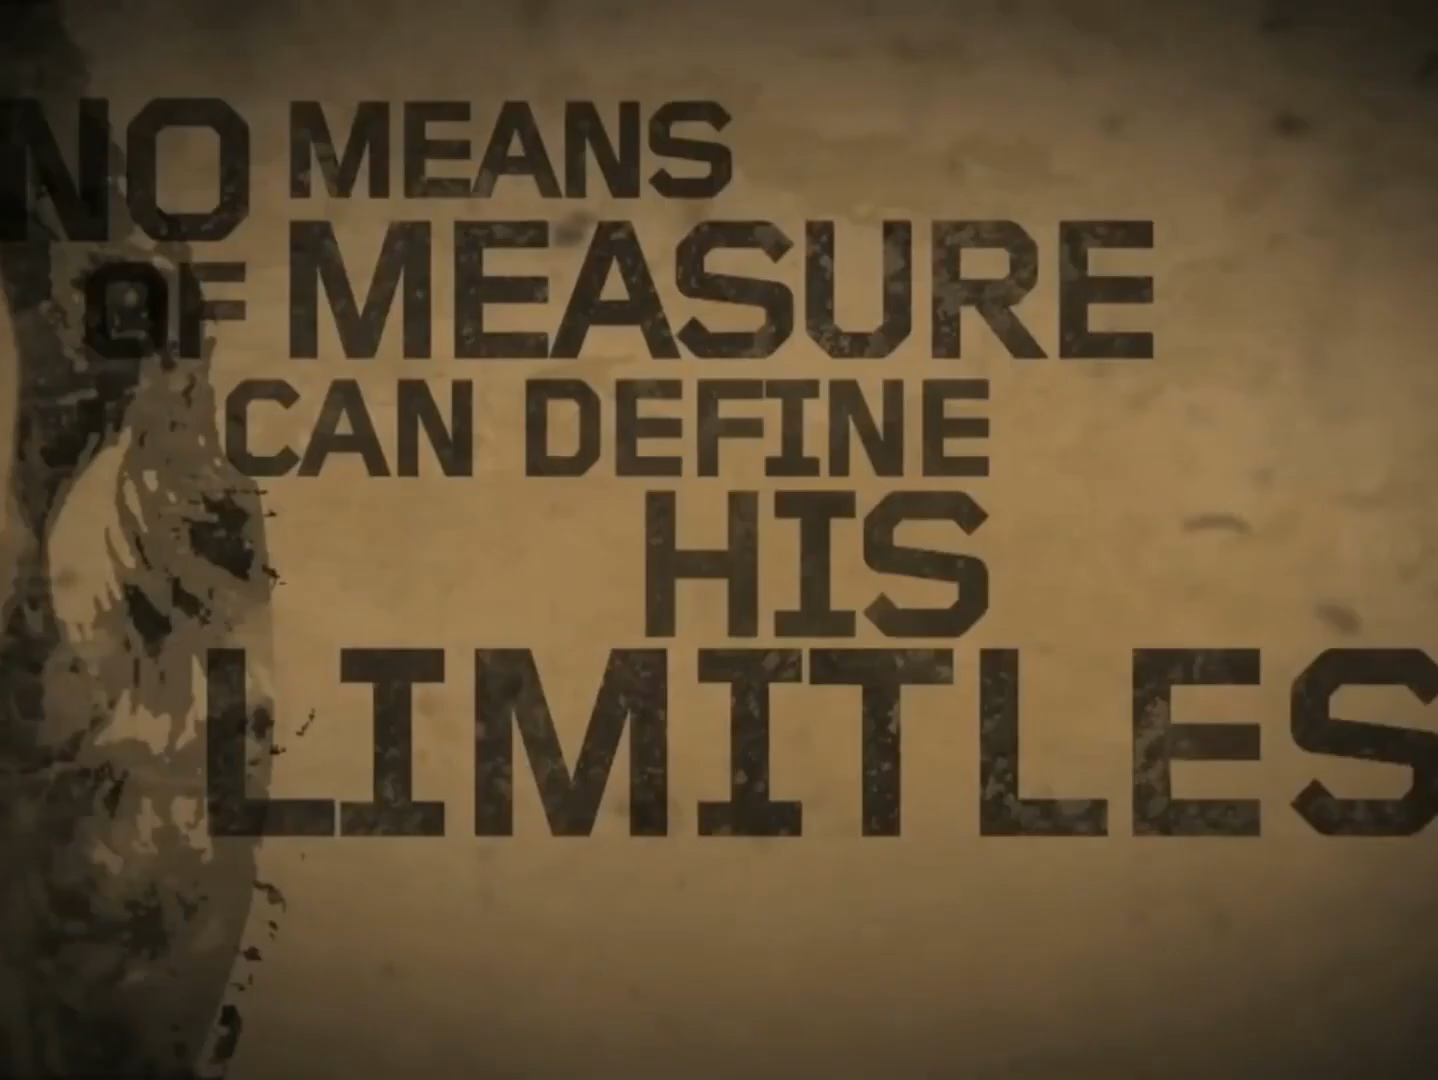 NO MEANS
OF MEASURE
CAN DEFINE
HIS
LIMITLES